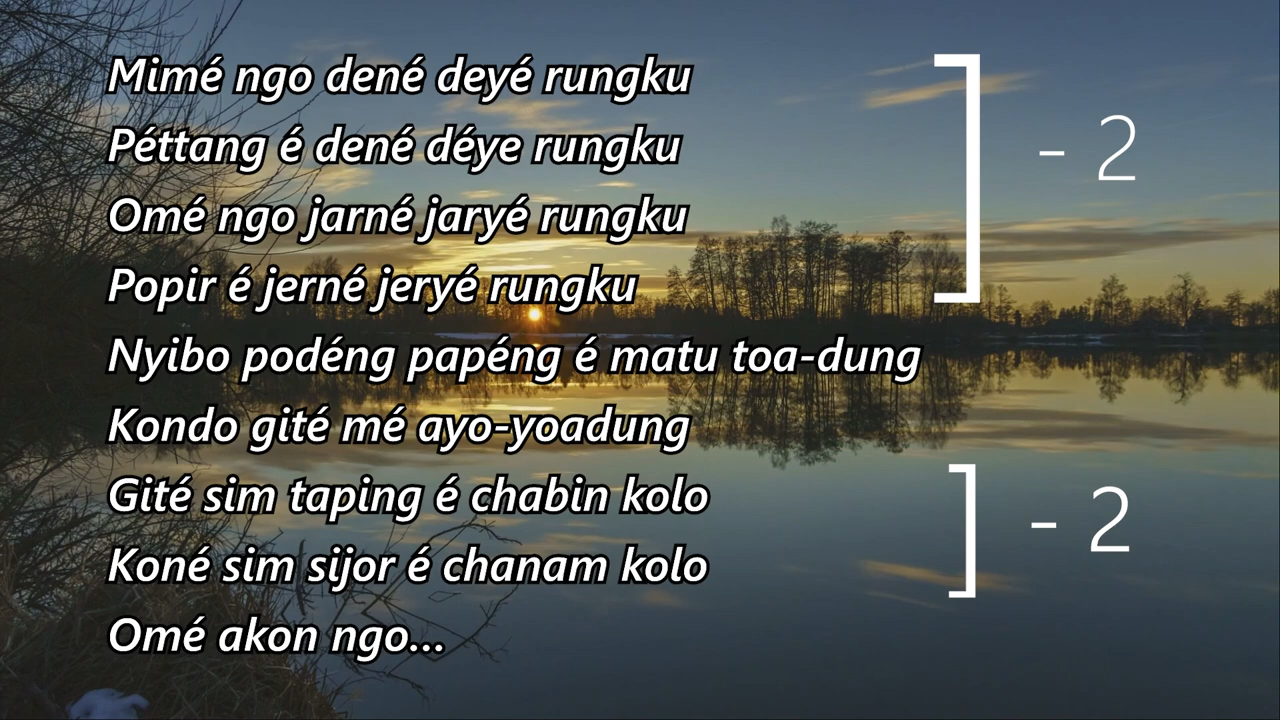 Mimé ngo dené deyé rungku
Péttang é dené déye rungku
Omé ngo jarné jaryé rungku
Popir é jerné jeryé rungku
] - 2
Nyibo podéng papéng é matu toa-dung
Kondo gité mé ayo-yoadung
Gité sim taping é chabin kolo
Koné sim sijor é chanam kolo
] - 2
Omé akon ngo...